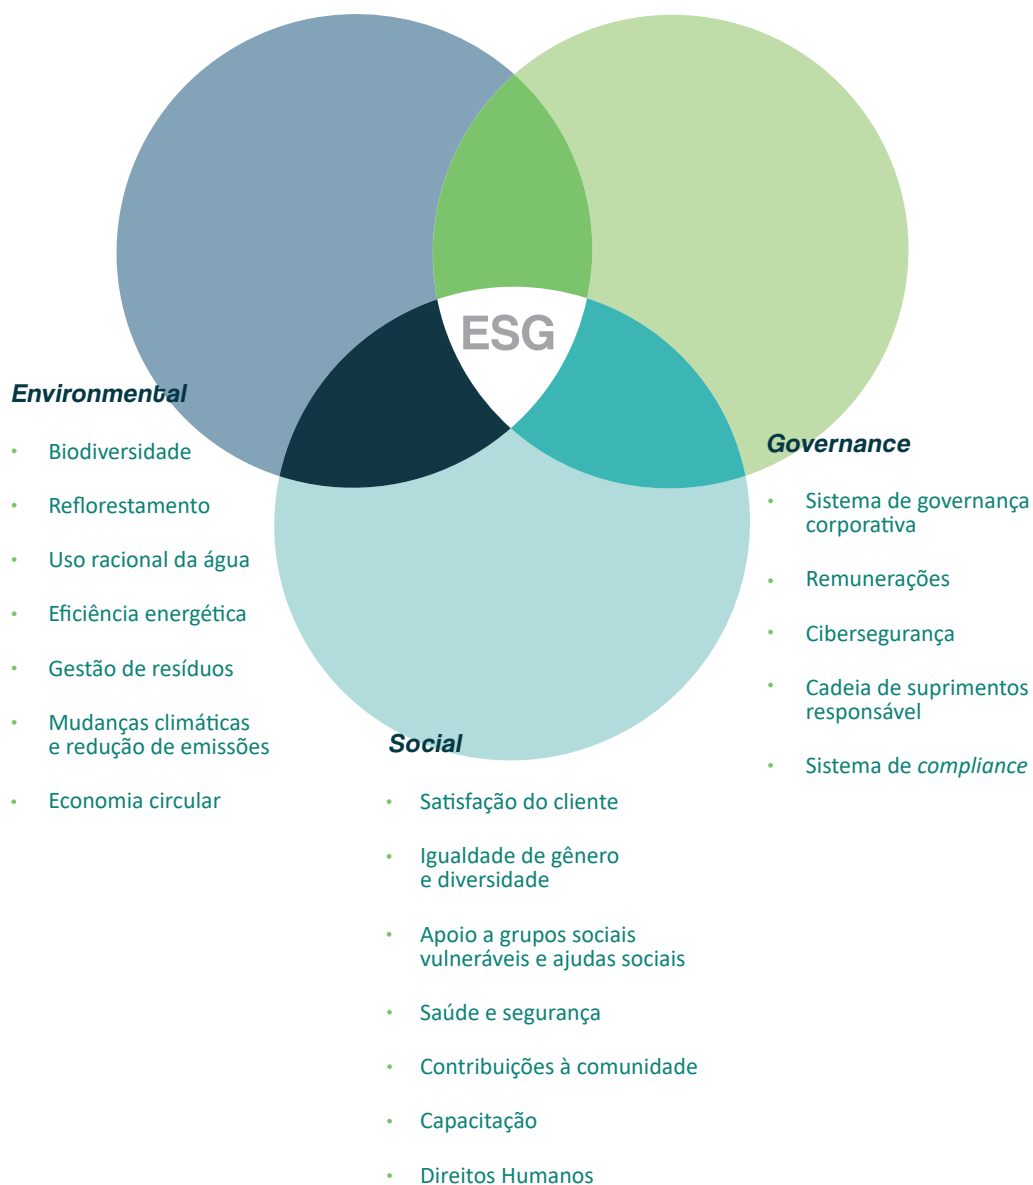 ESG
Environmental
• Biodiversidade
• Reflorestamento
• Uso racional da água
• Eficiência energética
• Gestão de resíduos
• Mudanças climáticas
e redução de emissões
• Economia circular
Social
• Satisfação do cliente
• Igualdade de gênero
e diversidade
• Apoio a grupos sociais
vulneráveis e ajudas sociais
• Saúde e segurança
• Contribuições à comunidade
• Capacitação
• Direitos Humanos
Governance
• Sistema de governança
corporativa
• Remunerações
• Cibersegurança
• Cadeia de suprimentos
responsável
• Sistema de compliance